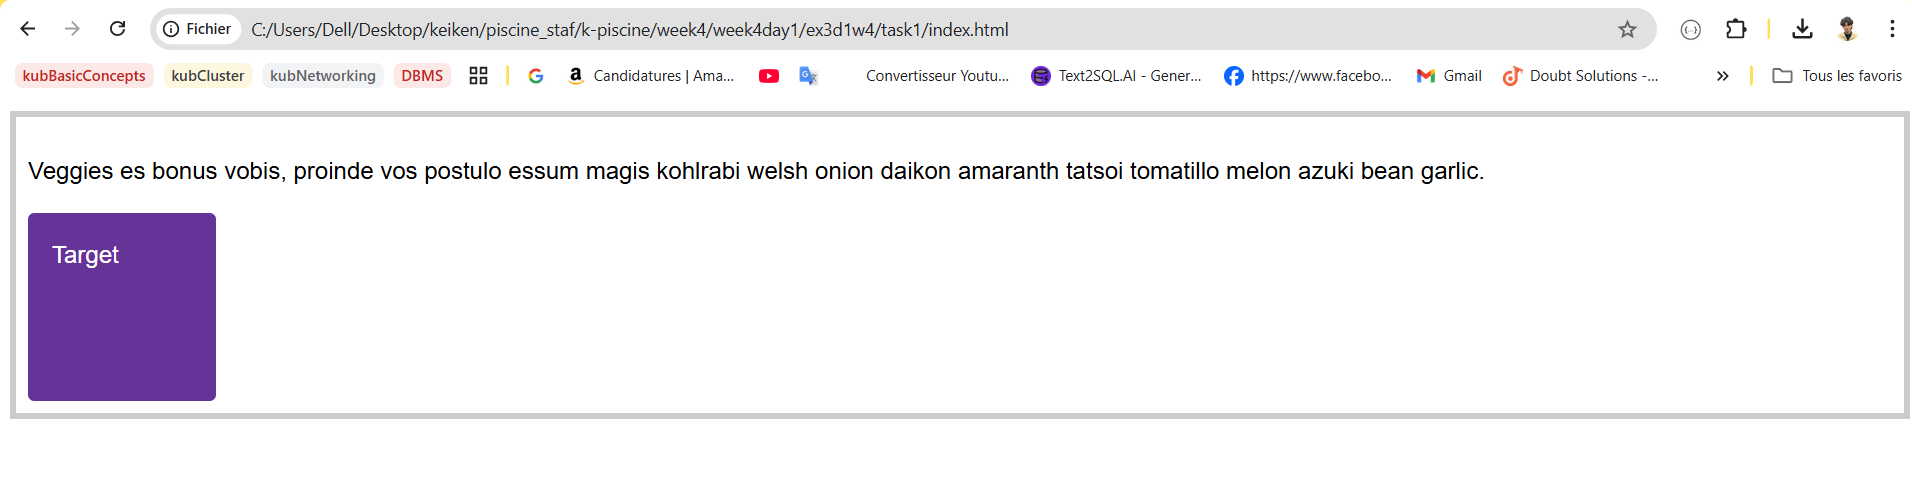 Fichier C:/Users/Dell/Desktop/keiken/piscine_staf/k-piscine/week4/week4day1/ex3d1w4/task1/index.html
kubBasicConcepts kubCluster kubNetworking DBMS Candidatures | Ama... Convertisseur Youtu... Text2SQL.AI - Gener... https://www.facebo... Gmail Doubt Solutions -... Tous les favoris
Veggies es bonus vobis, proinde vos postulo essum magis kohlrabi welsh onion daikon amaranth tatsoi tomatillo melon azuki bean garlic.
Target